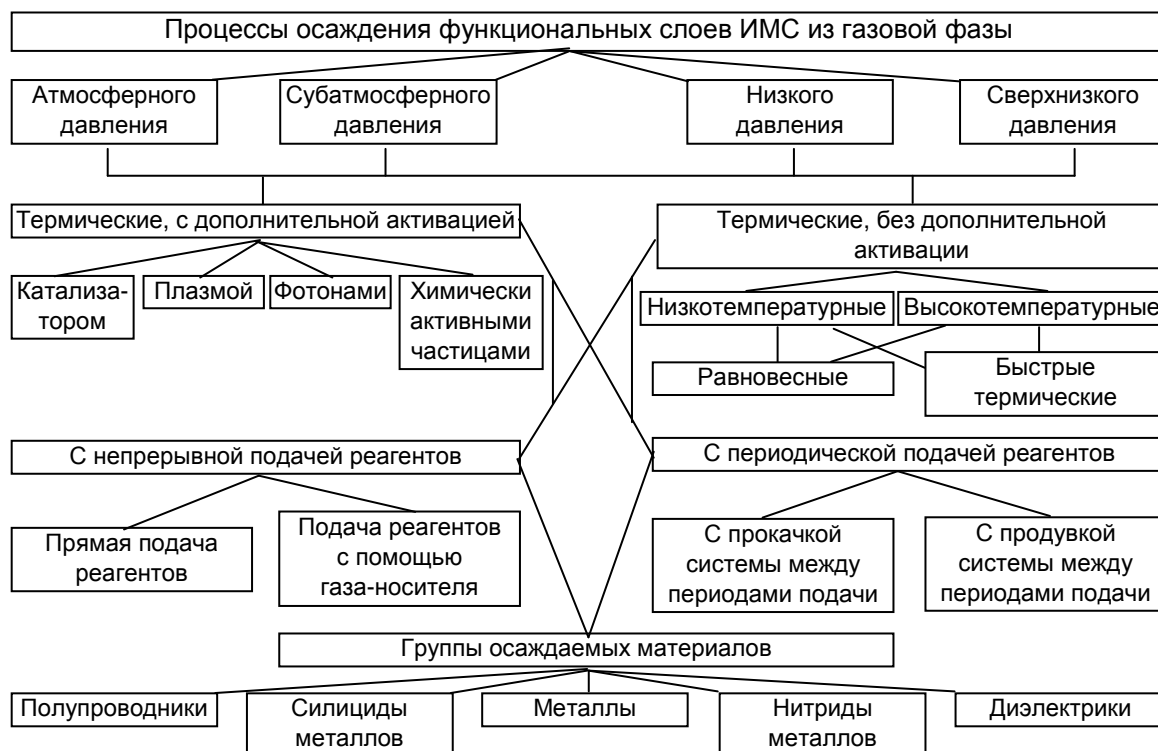 Процессы осаждения функциональных слоев ИМС из газовой фазы
Атмосферного
давления
Субатмосферного
давления
Низкого
давления
Сверхнизкого
давления
Термические, с дополнительной активацией
Термические, без дополнительной
активации
Катализа-
тором
Плазмой
Фотонами
Химически
активными
частицами
Низкотемпературные
Высокотемпературные
Равновесные
Быстрые
термические
С непрерывной подачей реагентов
С периодической подачей реагентов
Прямая подача
реагентов
Подача реагентов
с помощью
газа-носителя
С прокачкой
системы между
периодами подачи
С продувкой
системы между
периодами подачи
Группы осаждаемых материалов
Полупроводники
Силициды
металлов
Металлы
Нитриды
металлов
Диэлектрики